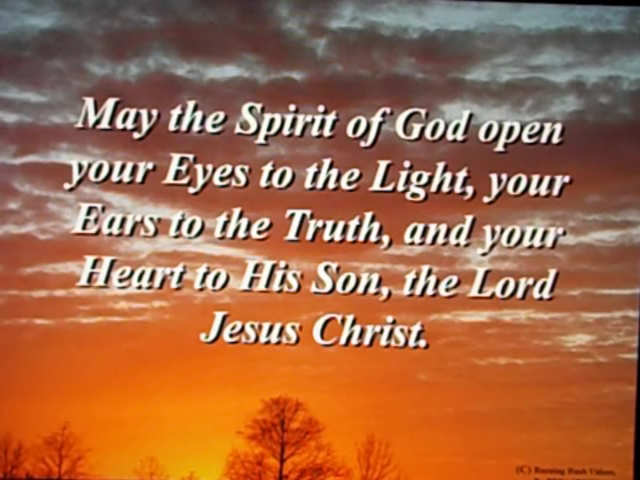 May the Spirit of God open
your Eyes to the Light, your
Ears to the Truth, and your
Heart to His Son, the Lord
Jesus Christ.
(C) Burning Bush Videos,